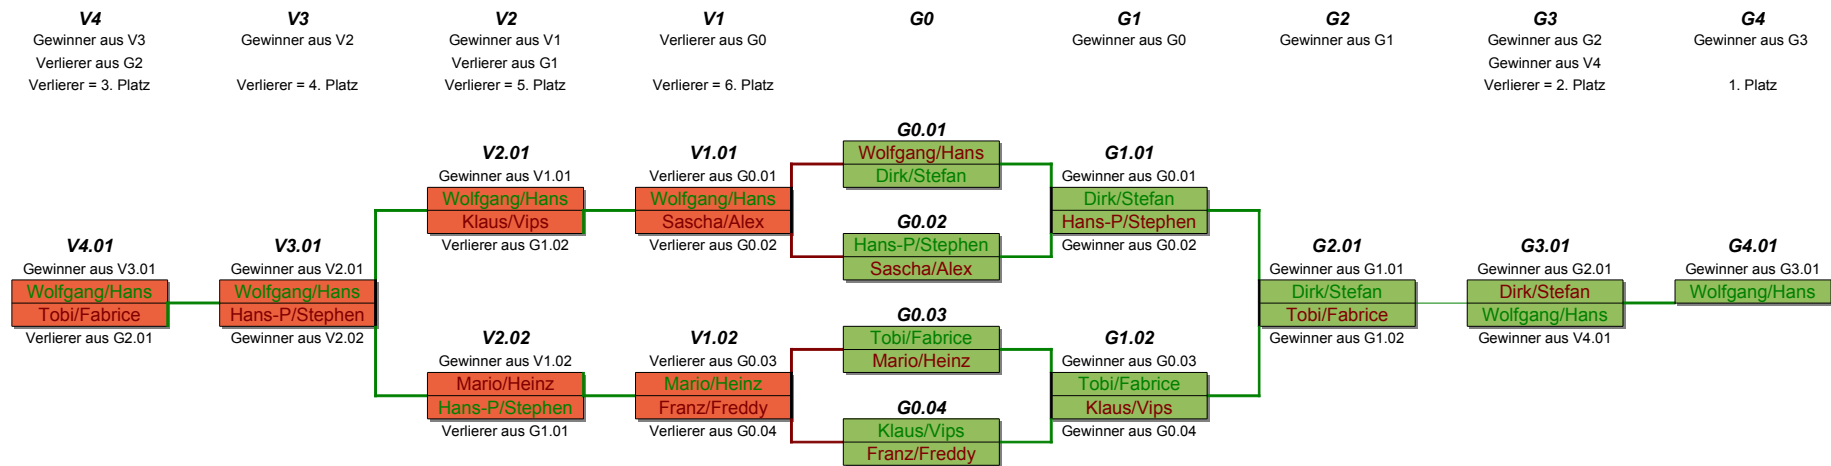 V4 V3 V2 V1 G0 G1 G2 G3 G4
Gewinner aus V3 Gewinner aus V2 Gewinner aus V1 Verlierer aus G0 Gewinner aus G0 Gewinner aus G1 Gewinner aus G2 Gewinner aus G3
Verlierer aus G2 Verlierer aus G1 Gewinner aus V4
Verlierer = 3. Platz Verlierer = 4. Platz Verlierer = 5. Platz Verlierer = 6. Platz Verlierer = 2. Platz 1. Platz
G0.01
Wolfgang/Hans
Dirk/Stefan
V2.01 V1.01 G1.01
Gewinner aus V1.01 Verlierer aus G0.01 Gewinner aus G0.01
Wolfgang/Hans Wolfgang/Hans Dirk/Stefan
Klaus/Vips Sascha/Alex Hans-P/Stephen
Verlierer aus G1.02 Verlierer aus G0.02 Gewinner aus G0.02
G0.02
Hans-P/Stephen
Sascha/Alex
V4.01 V3.01 G2.01 G3.01 G4.01
Gewinner aus V3.01 Gewinner aus V2.01 Gewinner aus G1.01 Gewinner aus G2.01 Gewinner aus G3.01
Wolfgang/Hans Wolfgang/Hans Dirk/Stefan Dirk/Stefan Wolfgang/Hans
Tobi/Fabrice Hans-P/Stephen Tobi/Fabrice Wolfgang/Hans
Verlierer aus G2.01 Gewinner aus V2.02 Gewinner aus G1.02 Gewinner aus V4.01
G0.03
Tobi/Fabrice
Mario/Heinz
V2.02 V1.02 G1.02
Gewinner aus V1.02 Verlierer aus G0.03 Gewinner aus G0.03
Mario/Heinz Mario/Heinz Tobi/Fabrice
Hans-P/Stephen Franz/Freddy Klaus/Vips
Verlierer aus G1.01 Verlierer aus G0.04 Gewinner aus G0.04
G0.04
Klaus/Vips
Franz/Freddy